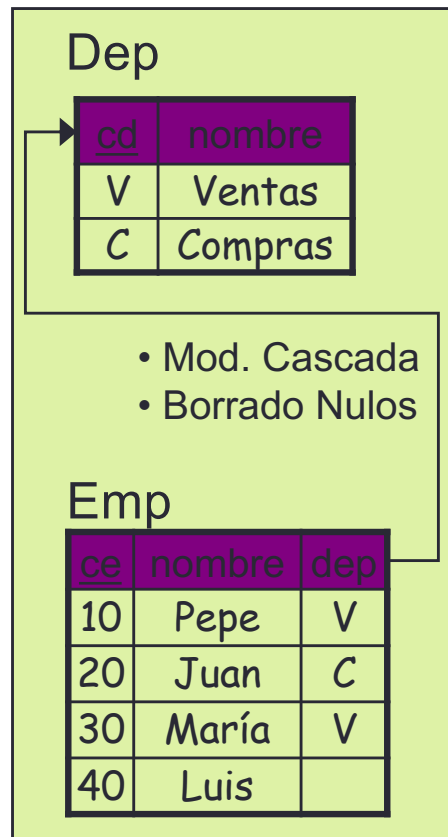 Dep
cd nombre
V Ventas
C Compras
• Mod. Cascada
• Borrado Nulos
Emp
ce nombre dep
10 Pepe V
20 Juan C
30 María V
40 Luis